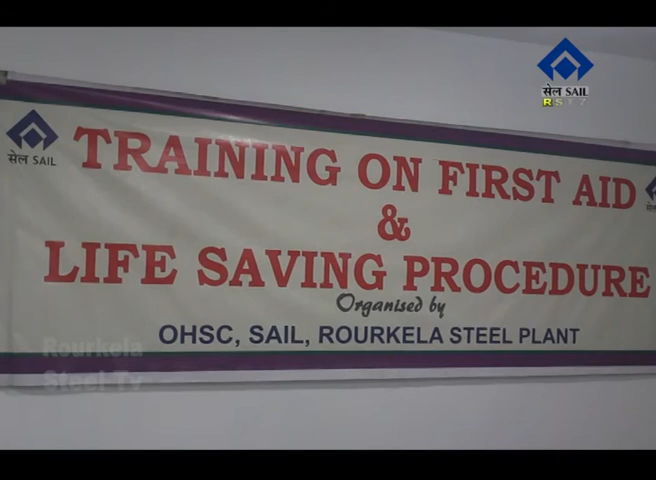 सेल SAIL
RSTV
सेल SAIL
TRAINING ON FIRST AID
&
LIFE SAVING PROCEDURE
Organised by
OHSC, SAIL, ROURKELA STEEL PLANT
Rourkela
Steel Tv